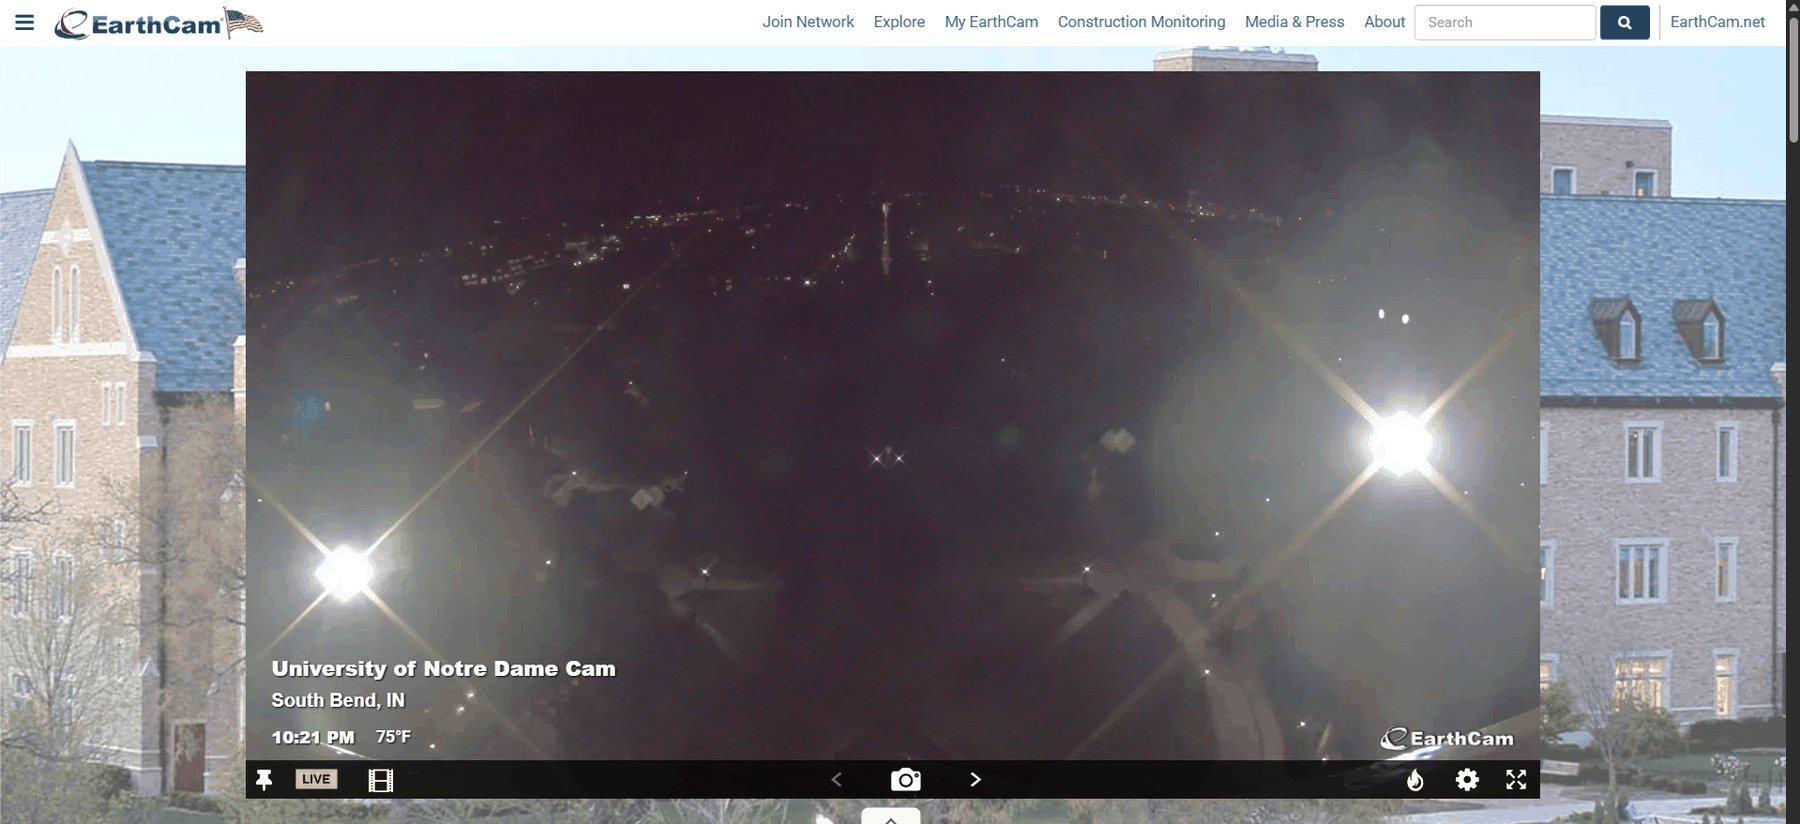 EarthCam
Join Network Explore My EarthCam Construction Monitoring Media & Press About Search EarthCam.net
University of Notre Dame Cam
South Bend, IN
10:21 PM 75°F
EarthCam
LIVE